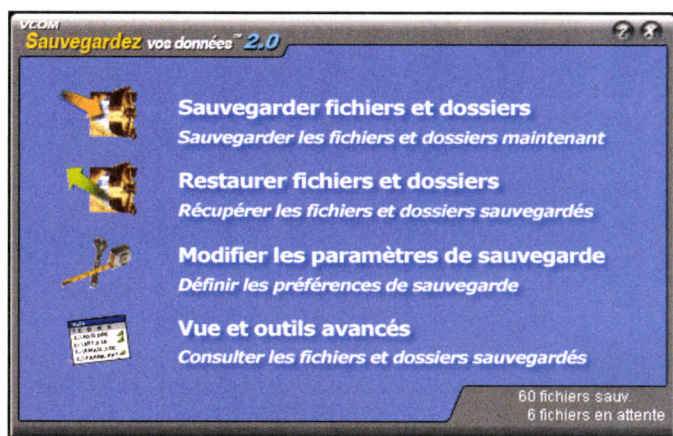 VCOM
Sauvegardez vos données™ 2.0
Sauvegarder fichiers et dossiers
Sauvegarder les fichiers et dossiers maintenant
Restaurer fichiers et dossiers
Récupérer les fichiers et dossiers sauvegardés
Modifier les paramètres de sauvegarde
Définir les préférences de sauvegarde
Vue et outils avancés
Consulter les fichiers et dossiers sauvegardés
60 fichiers sauv.
6 fichiers en attente